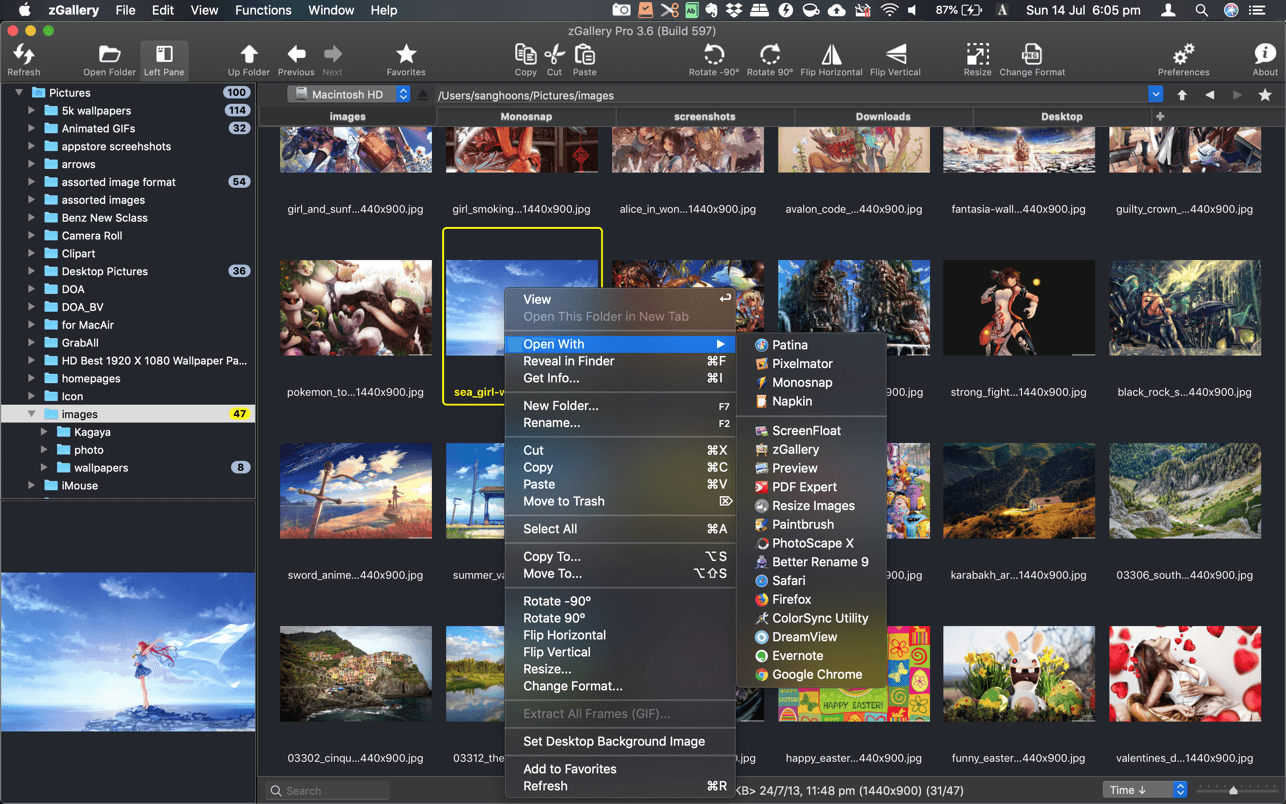 zGallery File Edit View Functions Window Help
87% A Sun 14 Jul 6:05 pm
zGallery Pro 3.6 (Build 597)
Refresh Open Folder Left Pane Up Folder Previous Next Favorites Copy Cut Paste Rotate -90º Rotate 90º Flip Horizontal Flip Vertical Resize Change Format Preferences About
Macintosh HD /Users/sanghoons/Pictures/images
images Monosnap screenshots Downloads Desktop +
Pictures 100
5k wallpapers 114
Animated GIFs 32
appstore screehshots
arrows
assorted image format 54
assorted images
Benz New Sclass
Camera Roll
Clipart
Desktop Pictures 36
DOA
DOA_BV
for MacAir
GrabAll
HD Best 1920 X 1080 Wallpaper Pa...
homepages
Icon
images 47
Kagaya
photo
wallpapers 8
iMouse
girl_and_sunf...440x900.jpg girl_smoking...1440x900.jpg alice_in_won...1440x900.jpg avalon_code_...440x900.jpg fantasia-wall...440x900.jpg guilty_crown_...440x900.jpg
pokemon_to...1440x900.jpg strong_fight...1440x900.jpg black_rock_s...440x900.jpg
sword_anime...440x900.jpg karabakh_ar...1440x900.jpg 03306_south...440x900.jpg
03302_cinqu...440x900.jpg happy_easter...440x900.jpg funny_easter...440x900.jpg valentines_d...1440x900.jpg
View
Open This Folder in New Tab
Open With
Reveal in Finder ⌘F
Get Info... ⌘I
New Folder... F7
Rename... F2
Cut ⌘X
Copy ⌘C
Paste ⌘V
Move to Trash
Select All ⌘A
Copy To... ⌥S
Move To... ⌥⇧S
Rotate -90º
Rotate 90º
Flip Horizontal
Flip Vertical
Resize...
Change Format...
Extract All Frames (GIF)...
Set Desktop Background Image
Add to Favorites
Refresh ⌘R
Patina
Pixelmator
Monosnap
Napkin
ScreenFloat
zGallery
Preview
PDF Expert
Resize Images
Paintbrush
PhotoScape X
Better Rename 9
Safari
Firefox
ColorSync Utility
DreamView
Evernote
Google Chrome
HAPPY EASTER!
Search
KB> 24/7/13, 11:48 pm (1440x900) (31/47)
Time ↓